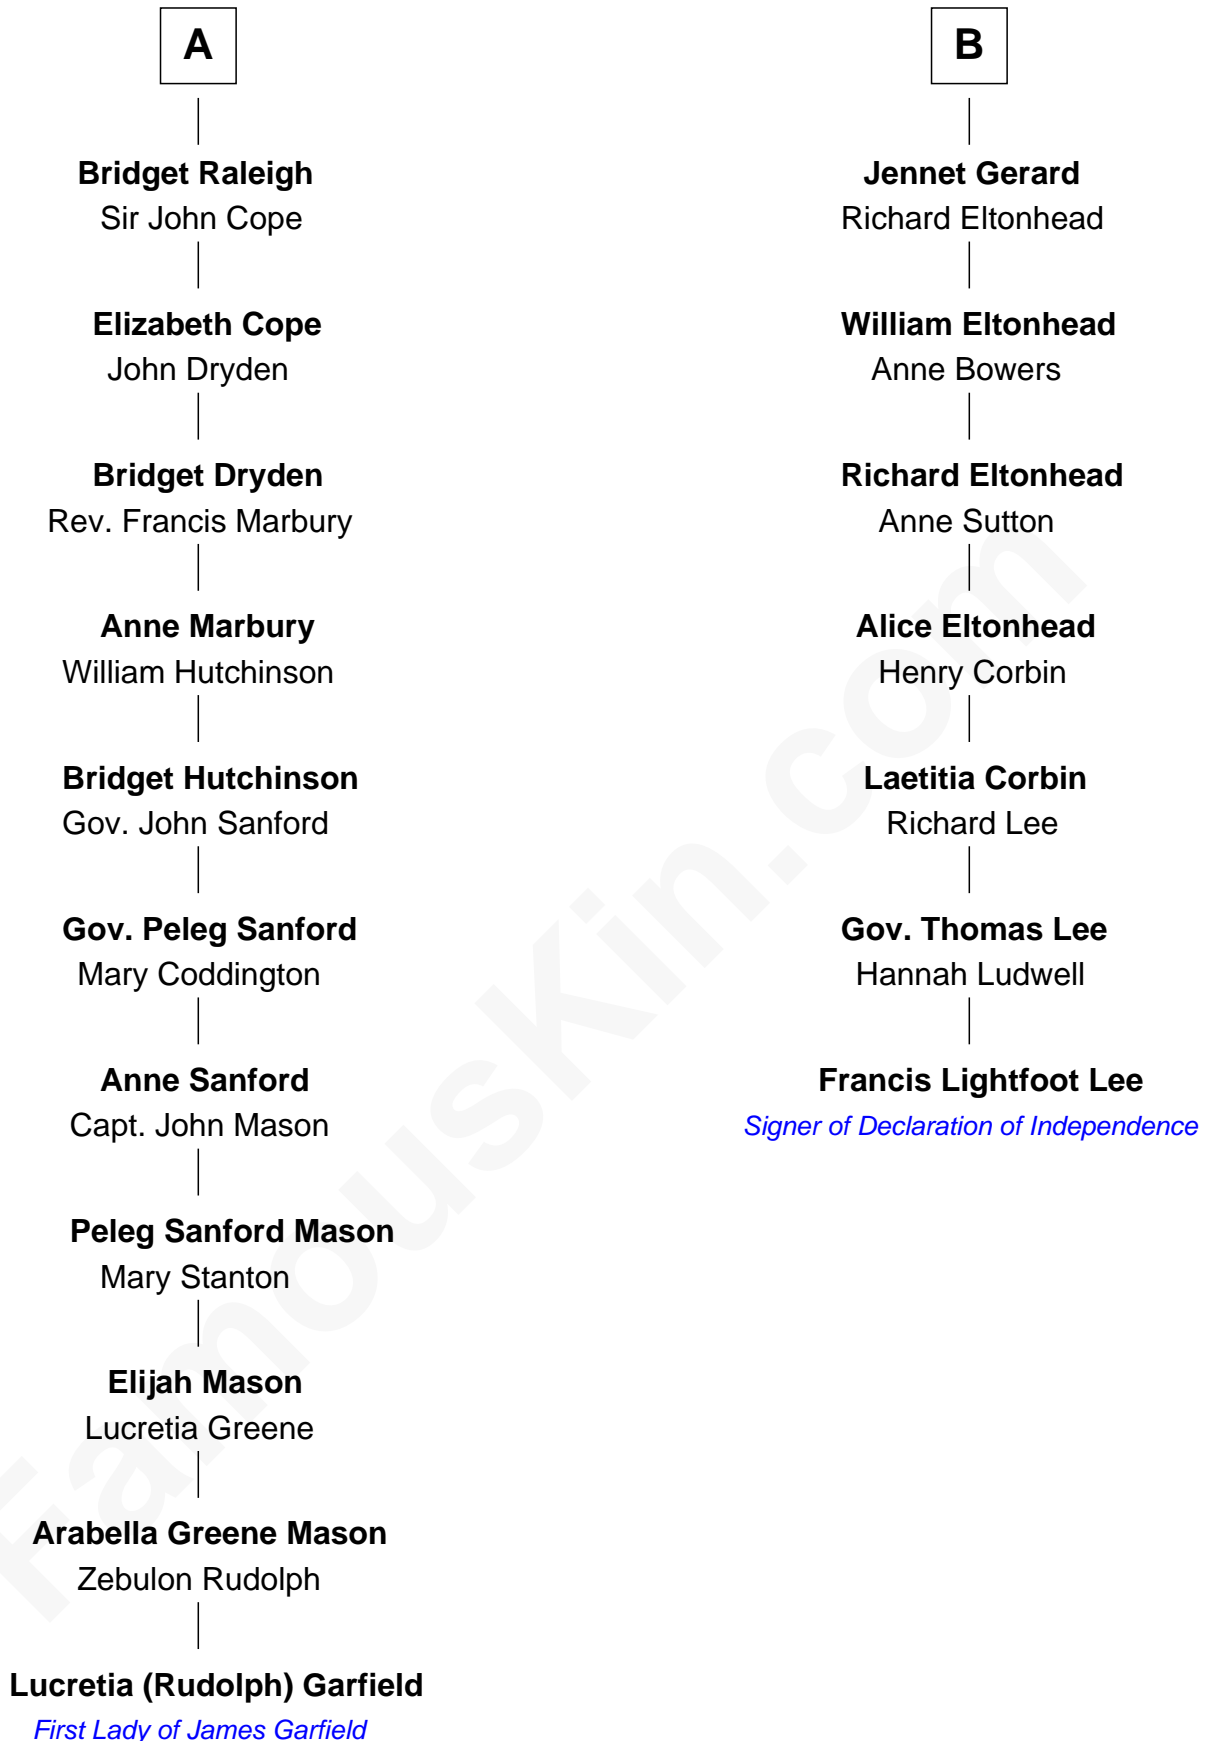 A
Bridget Raleigh
Sir John Cope
Elizabeth Cope
John Dryden
Bridget Dryden
Rev. Francis Marbury
Anne Marbury
William Hutchinson
Bridget Hutchinson
Gov. John Sanford
Gov. Peleg Sanford
Mary Coddington
Anne Sanford
Capt. John Mason
Peleg Sanford Mason
Mary Stanton
Elijah Mason
Lucretia Greene
Arabella Greene Mason
Zebulon Rudolph
Lucretia (Rudolph) Garfield
First Lady of James Garfield
B
Jennet Gerard
Richard Eltonhead
William Eltonhead
Anne Bowers
Richard Eltonhead
Anne Sutton
Alice Eltonhead
Henry Corbin
Laetitia Corbin
Richard Lee
Gov. Thomas Lee
Hannah Ludwell
Francis Lightfoot Lee
Signer of Declaration of Independence
FamousKin.com